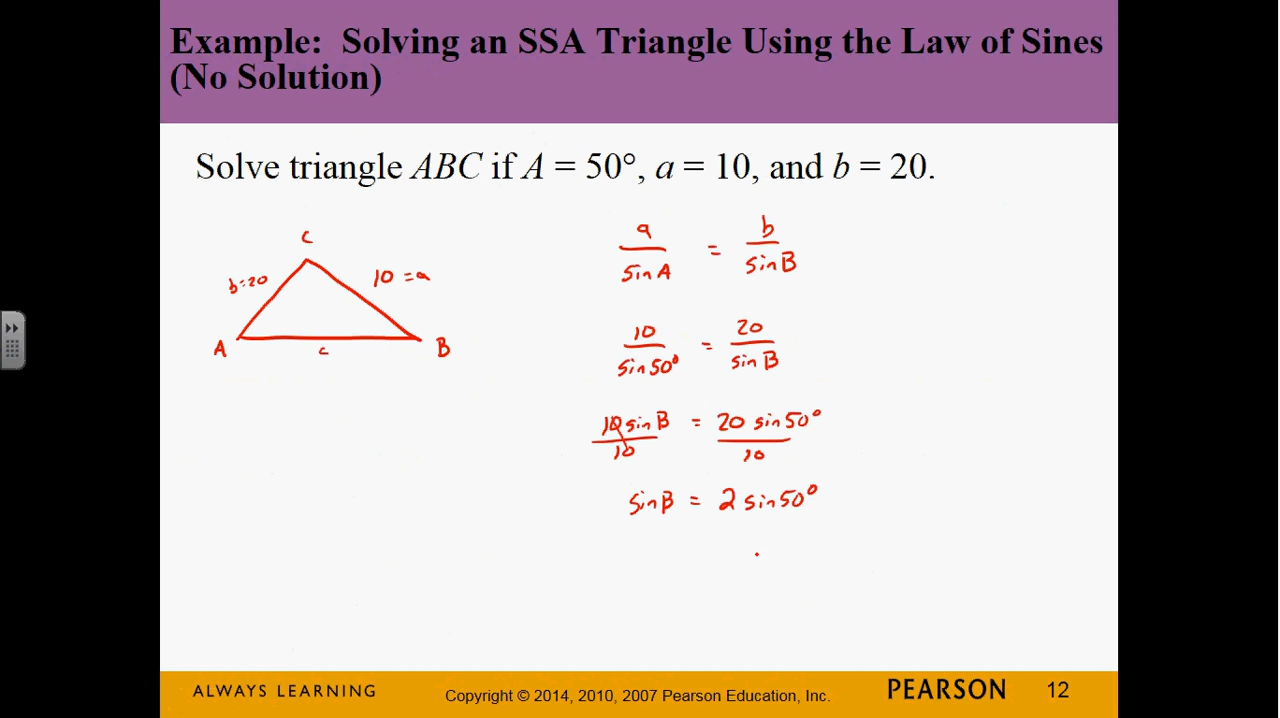 Example: Solving an SSA Triangle Using the Law of Sines
(No Solution)
Solve triangle ABC if A = 50°, a = 10, and b = 20.
C
b=20
10 = a
A
c
B
a/sin A = b/sin B
10/sin 50° = 20/sin B
10 sin B/10 = 20 sin 50°/10
sin B = 2 sin 50°
ALWAYS LEARNING
Copyright © 2014, 2010, 2007 Pearson Education, Inc.
PEARSON
12